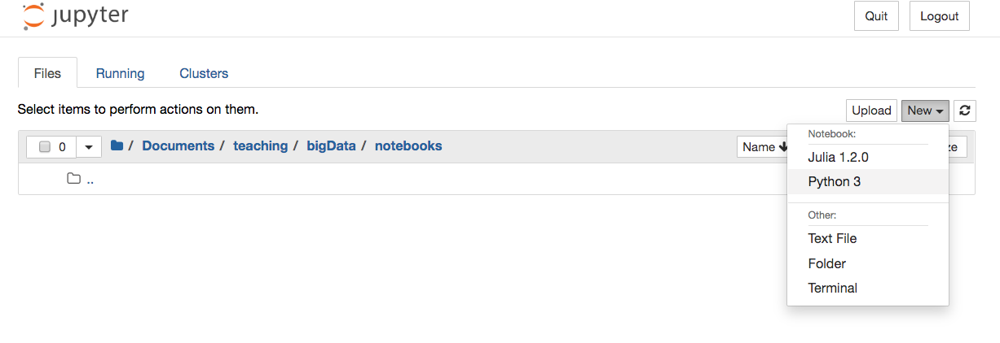 jupyter
Quit
Logout
Files
Running
Clusters
Select items to perform actions on them.
Upload
New
0
/ Documents / teaching / bigData / notebooks
Name
ze
..
Notebook:
Julia 1.2.0
Python 3
Other:
Text File
Folder
Terminal